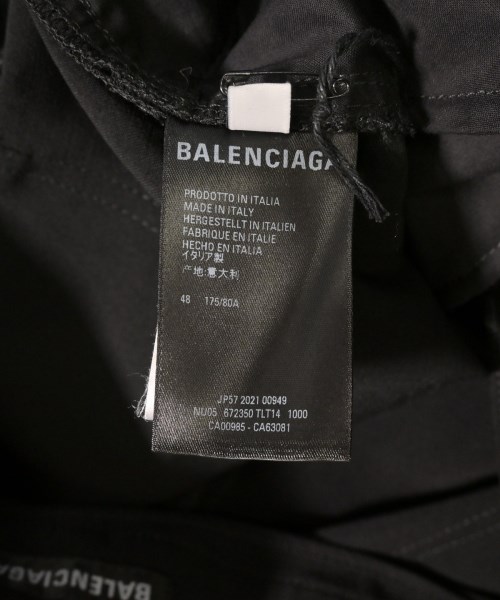 BALENCIAGA
PRODOTTO IN ITALIA
MADE IN ITALY
HERGESTELLT IN ITALIEN
FABRIQUE EN ITALIE
HECHO EN ITALIA
イタリア製
产地:意大利
48 175/80A
JP57 2021 00949
NU05 672350 TLT14 1000
CA00985 - CA63081
BALENCIAGA